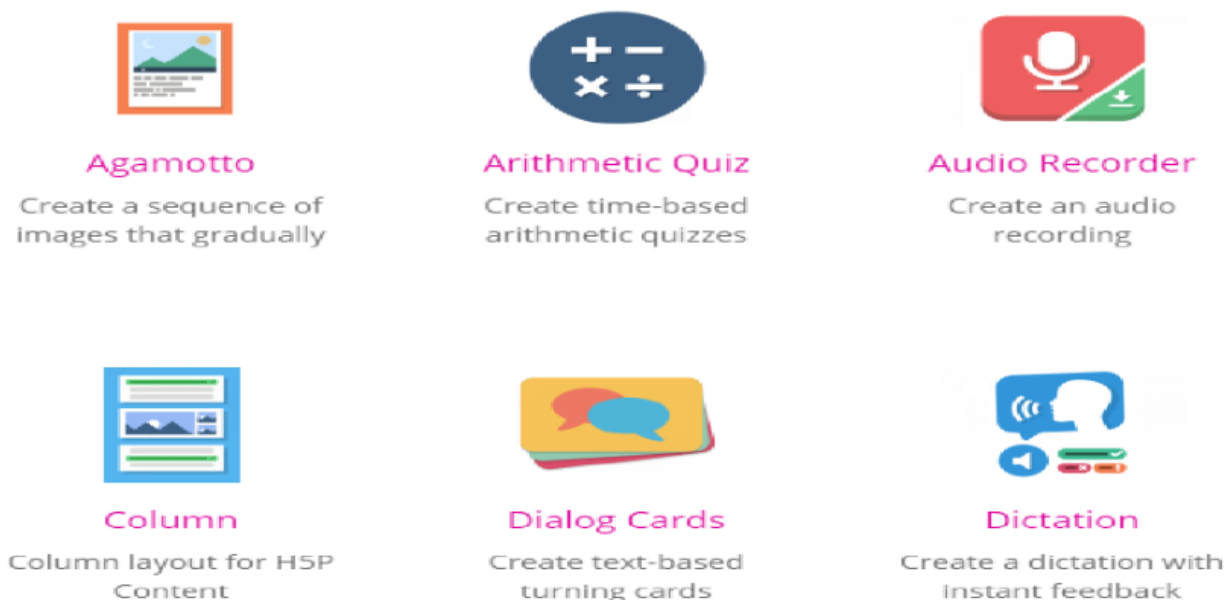 Agamotto
Create a sequence of
images that gradually
Arithmetic Quiz
Create time-based
arithmetic quizzes
Audio Recorder
Create an audio
recording
Column
Column layout for H5P
Content
Dialog Cards
Create text-based
turning cards
Dictation
Create a dictation with
instant feedback